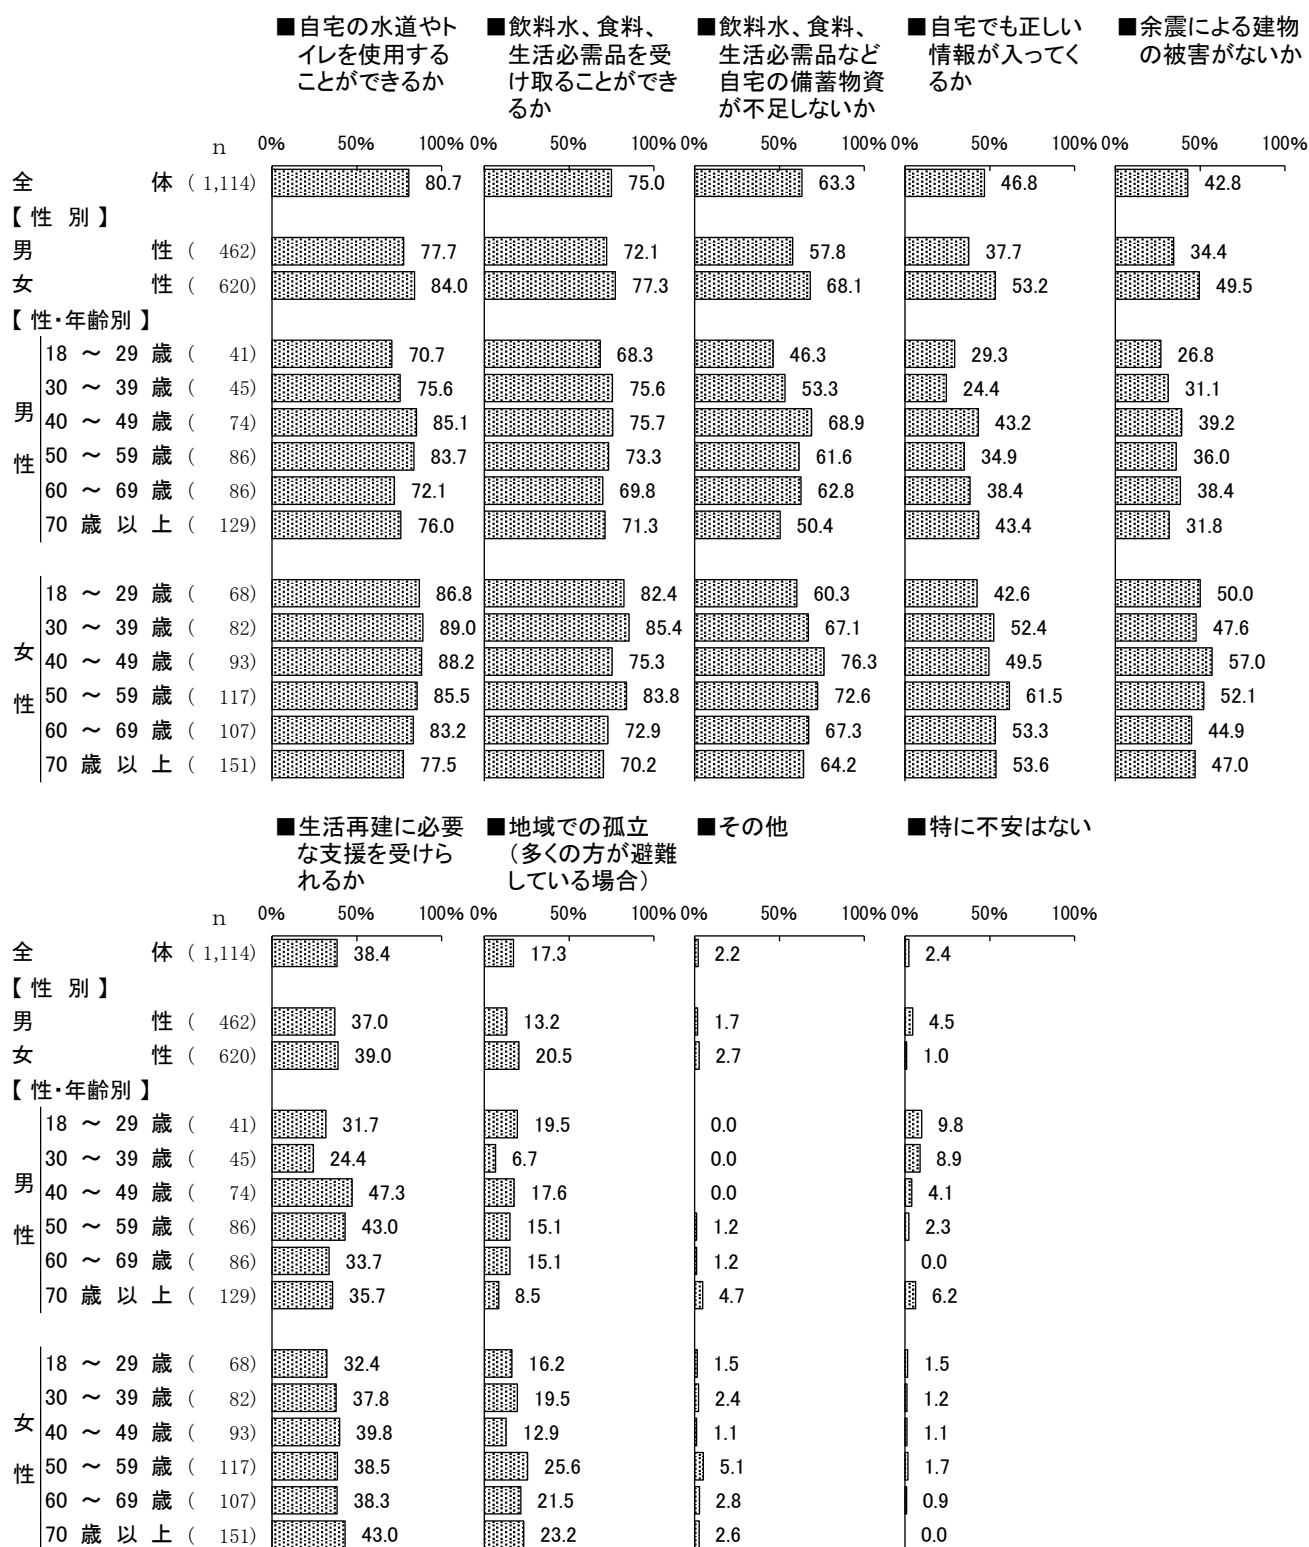 ■自宅の水道やト
イレを使用する
ことができるか
■飲料水、食料、
生活必需品を受
け取ることができ
るか
■飲料水、食料、
生活必需品など
自宅の備蓄物資
が不足しないか
■自宅でも正しい
情報が入ってく
るか
■余震による建物
の被害がないか
n 0% 50% 100% 0% 50% 100% 0% 50% 100% 0% 50% 100% 0% 50% 100%
全体 (1,114) 80.7 75.0 63.3 46.8 42.8
【性別】
男性 (462) 77.7 72.1 57.8 37.7 34.4
女性 (620) 84.0 77.3 68.1 53.2 49.5
【性・年齢別】
男性
18 ～ 29 歳 (41) 70.7 68.3 46.3 29.3 26.8
30 ～ 39 歳 (45) 75.6 75.6 53.3 24.4 31.1
40 ～ 49 歳 (74) 85.1 75.7 68.9 43.2 39.2
50 ～ 59 歳 (86) 83.7 73.3 61.6 34.9 36.0
60 ～ 69 歳 (86) 72.1 69.8 62.8 38.4 38.4
70 歳以上 (129) 76.0 71.3 50.4 43.4 31.8
女性
18 ～ 29 歳 (68) 86.8 82.4 60.3 42.6 50.0
30 ～ 39 歳 (82) 89.0 85.4 67.1 52.4 47.6
40 ～ 49 歳 (93) 88.2 75.3 76.3 49.5 57.0
50 ～ 59 歳 (117) 85.5 83.8 72.6 61.5 52.1
60 ～ 69 歳 (107) 83.2 72.9 67.3 53.3 44.9
70 歳以上 (151) 77.5 70.2 64.2 53.6 47.0
■生活再建に必要
な支援を受けら
れるか
■地域での孤立
（多くの方が避難
している場合）
■その他
■特に不安はない
n 0% 50% 100% 0% 50% 100% 0% 50% 100% 0% 50% 100%
全体 (1,114) 38.4 17.3 2.2 2.4
【性別】
男性 (462) 37.0 13.2 1.7 4.5
女性 (620) 39.0 20.5 2.7 1.0
【性・年齢別】
男性
18 ～ 29 歳 (41) 31.7 19.5 0.0 9.8
30 ～ 39 歳 (45) 24.4 6.7 0.0 8.9
40 ～ 49 歳 (74) 47.3 17.6 0.0 4.1
50 ～ 59 歳 (86) 43.0 15.1 1.2 2.3
60 ～ 69 歳 (86) 33.7 15.1 1.2 0.0
70 歳以上 (129) 35.7 8.5 4.7 6.2
女性
18 ～ 29 歳 (68) 32.4 16.2 1.5 1.5
30 ～ 39 歳 (82) 37.8 19.5 2.4 1.2
40 ～ 49 歳 (93) 39.8 12.9 1.1 1.1
50 ～ 59 歳 (117) 38.5 25.6 5.1 1.7
60 ～ 69 歳 (107) 38.3 21.5 2.8 0.9
70 歳以上 (151) 43.0 23.2 2.6 0.0